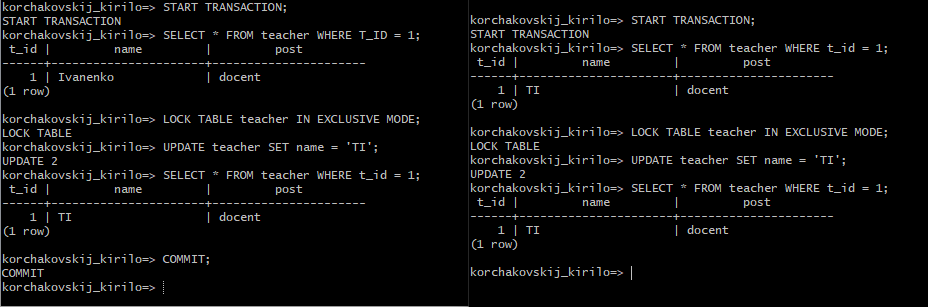 korchakovskij_kirilo=> START TRANSACTION;
START TRANSACTION
korchakovskij_kirilo=> SELECT * FROM teacher WHERE T_ID = 1;
 t_id |         name         |         post
------+----------------------+----------------------
    1 | Ivanenko             | docent
(1 row)
korchakovskij_kirilo=> LOCK TABLE teacher IN EXCLUSIVE MODE;
LOCK TABLE
korchakovskij_kirilo=> UPDATE teacher SET name = 'TI';
UPDATE 2
korchakovskij_kirilo=> SELECT * FROM teacher WHERE t_id = 1;
 t_id |         name         |         post
------+----------------------+----------------------
    1 | TI                   | docent
(1 row)
korchakovskij_kirilo=> COMMIT;
COMMIT
korchakovskij_kirilo=>
korchakovskij_kirilo=> START TRANSACTION;
START TRANSACTION
korchakovskij_kirilo=> SELECT * FROM teacher WHERE t_id = 1;
 t_id |         name         |         post
------+----------------------+----------------------
    1 | TI                   | docent
(1 row)
korchakovskij_kirilo=> LOCK TABLE teacher IN EXCLUSIVE MODE;
LOCK TABLE
korchakovskij_kirilo=> UPDATE teacher SET name = 'TI';
UPDATE 2
korchakovskij_kirilo=> SELECT * FROM teacher WHERE t_id = 1;
 t_id |         name         |         post
------+----------------------+----------------------
    1 | TI                   | docent
(1 row)
korchakovskij_kirilo=>